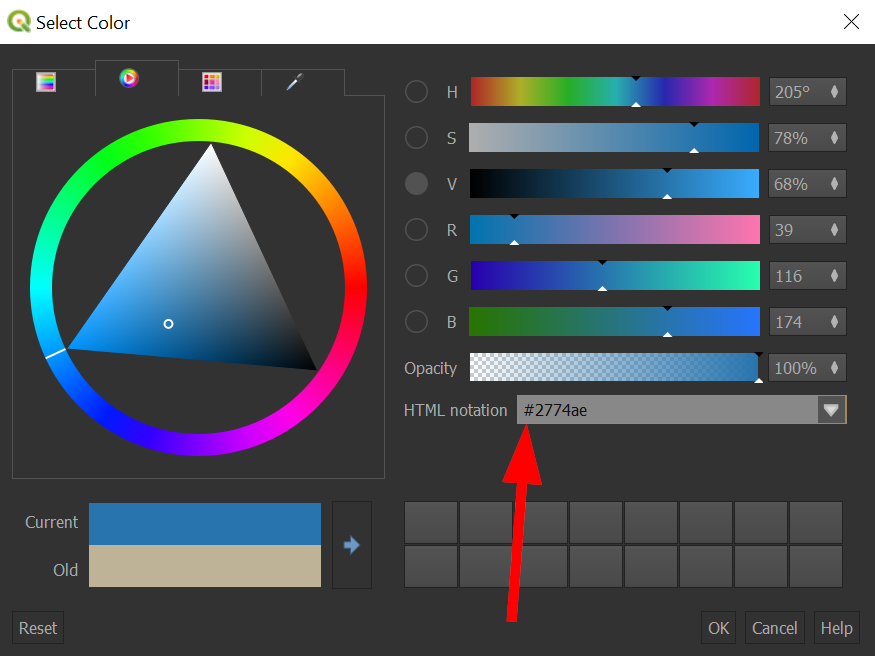 Select Color
H 205°
S 78%
V 68%
R 39
G 116
B 174
Opacity 100%
HTML notation #2774ae
Current
Old
Reset OK Cancel Help